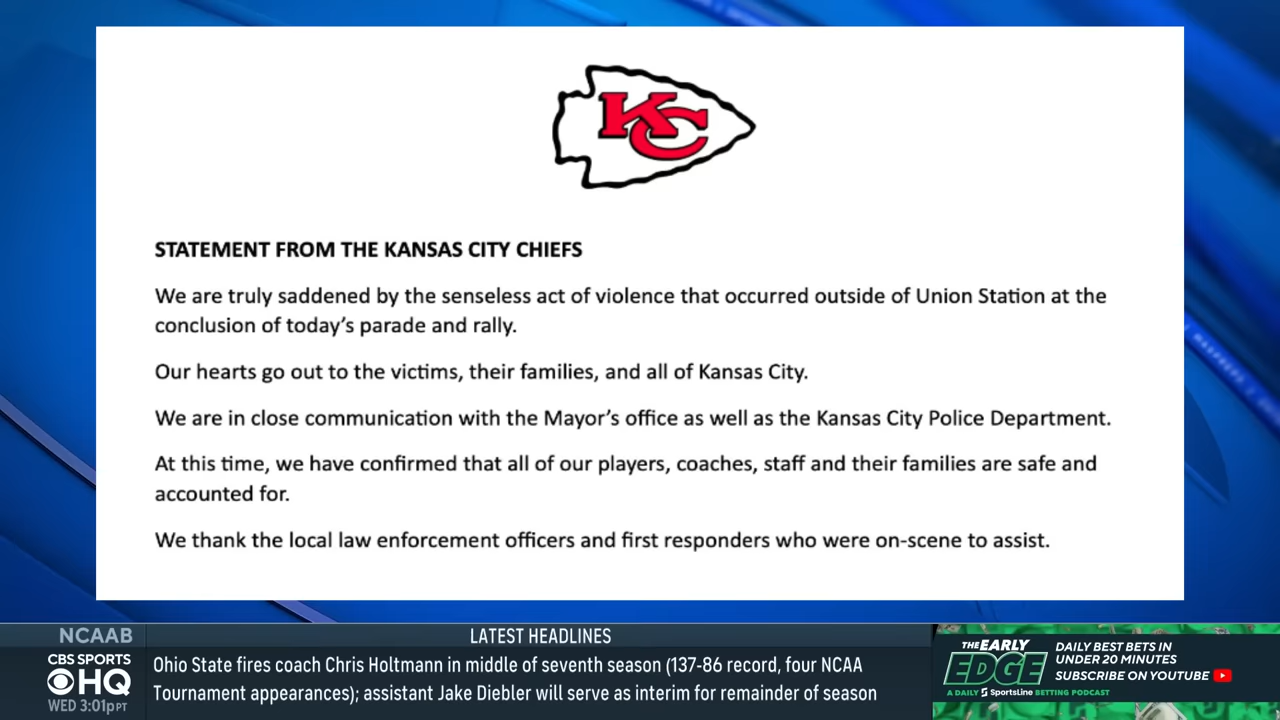 KC
STATEMENT FROM THE KANSAS CITY CHIEFS
We are truly saddened by the senseless act of violence that occurred outside of Union Station at the
conclusion of today's parade and rally.
Our hearts go out to the victims, their families, and all of Kansas City.
We are in close communication with the Mayor's office as well as the Kansas City Police Department.
At this time, we have confirmed that all of our players, coaches, staff and their families are safe and
accounted for.
We thank the local law enforcement officers and first responders who were on-scene to assist.
NCAAB
LATEST HEADLINES
CBS SPORTS
HQ
WED 3:01p PT
Ohio State fires coach Chris Holtmann in middle of seventh season (137-86 record, four NCAA
Tournament appearances); assistant Jake Diebler will serve as interim for remainder of season
THE EARLY
EDGE
A DAILY SportsLine BETTING PODCAST
DAILY BEST BETS IN
UNDER 20 MINUTES
SUBSCRIBE ON YOUTUBE